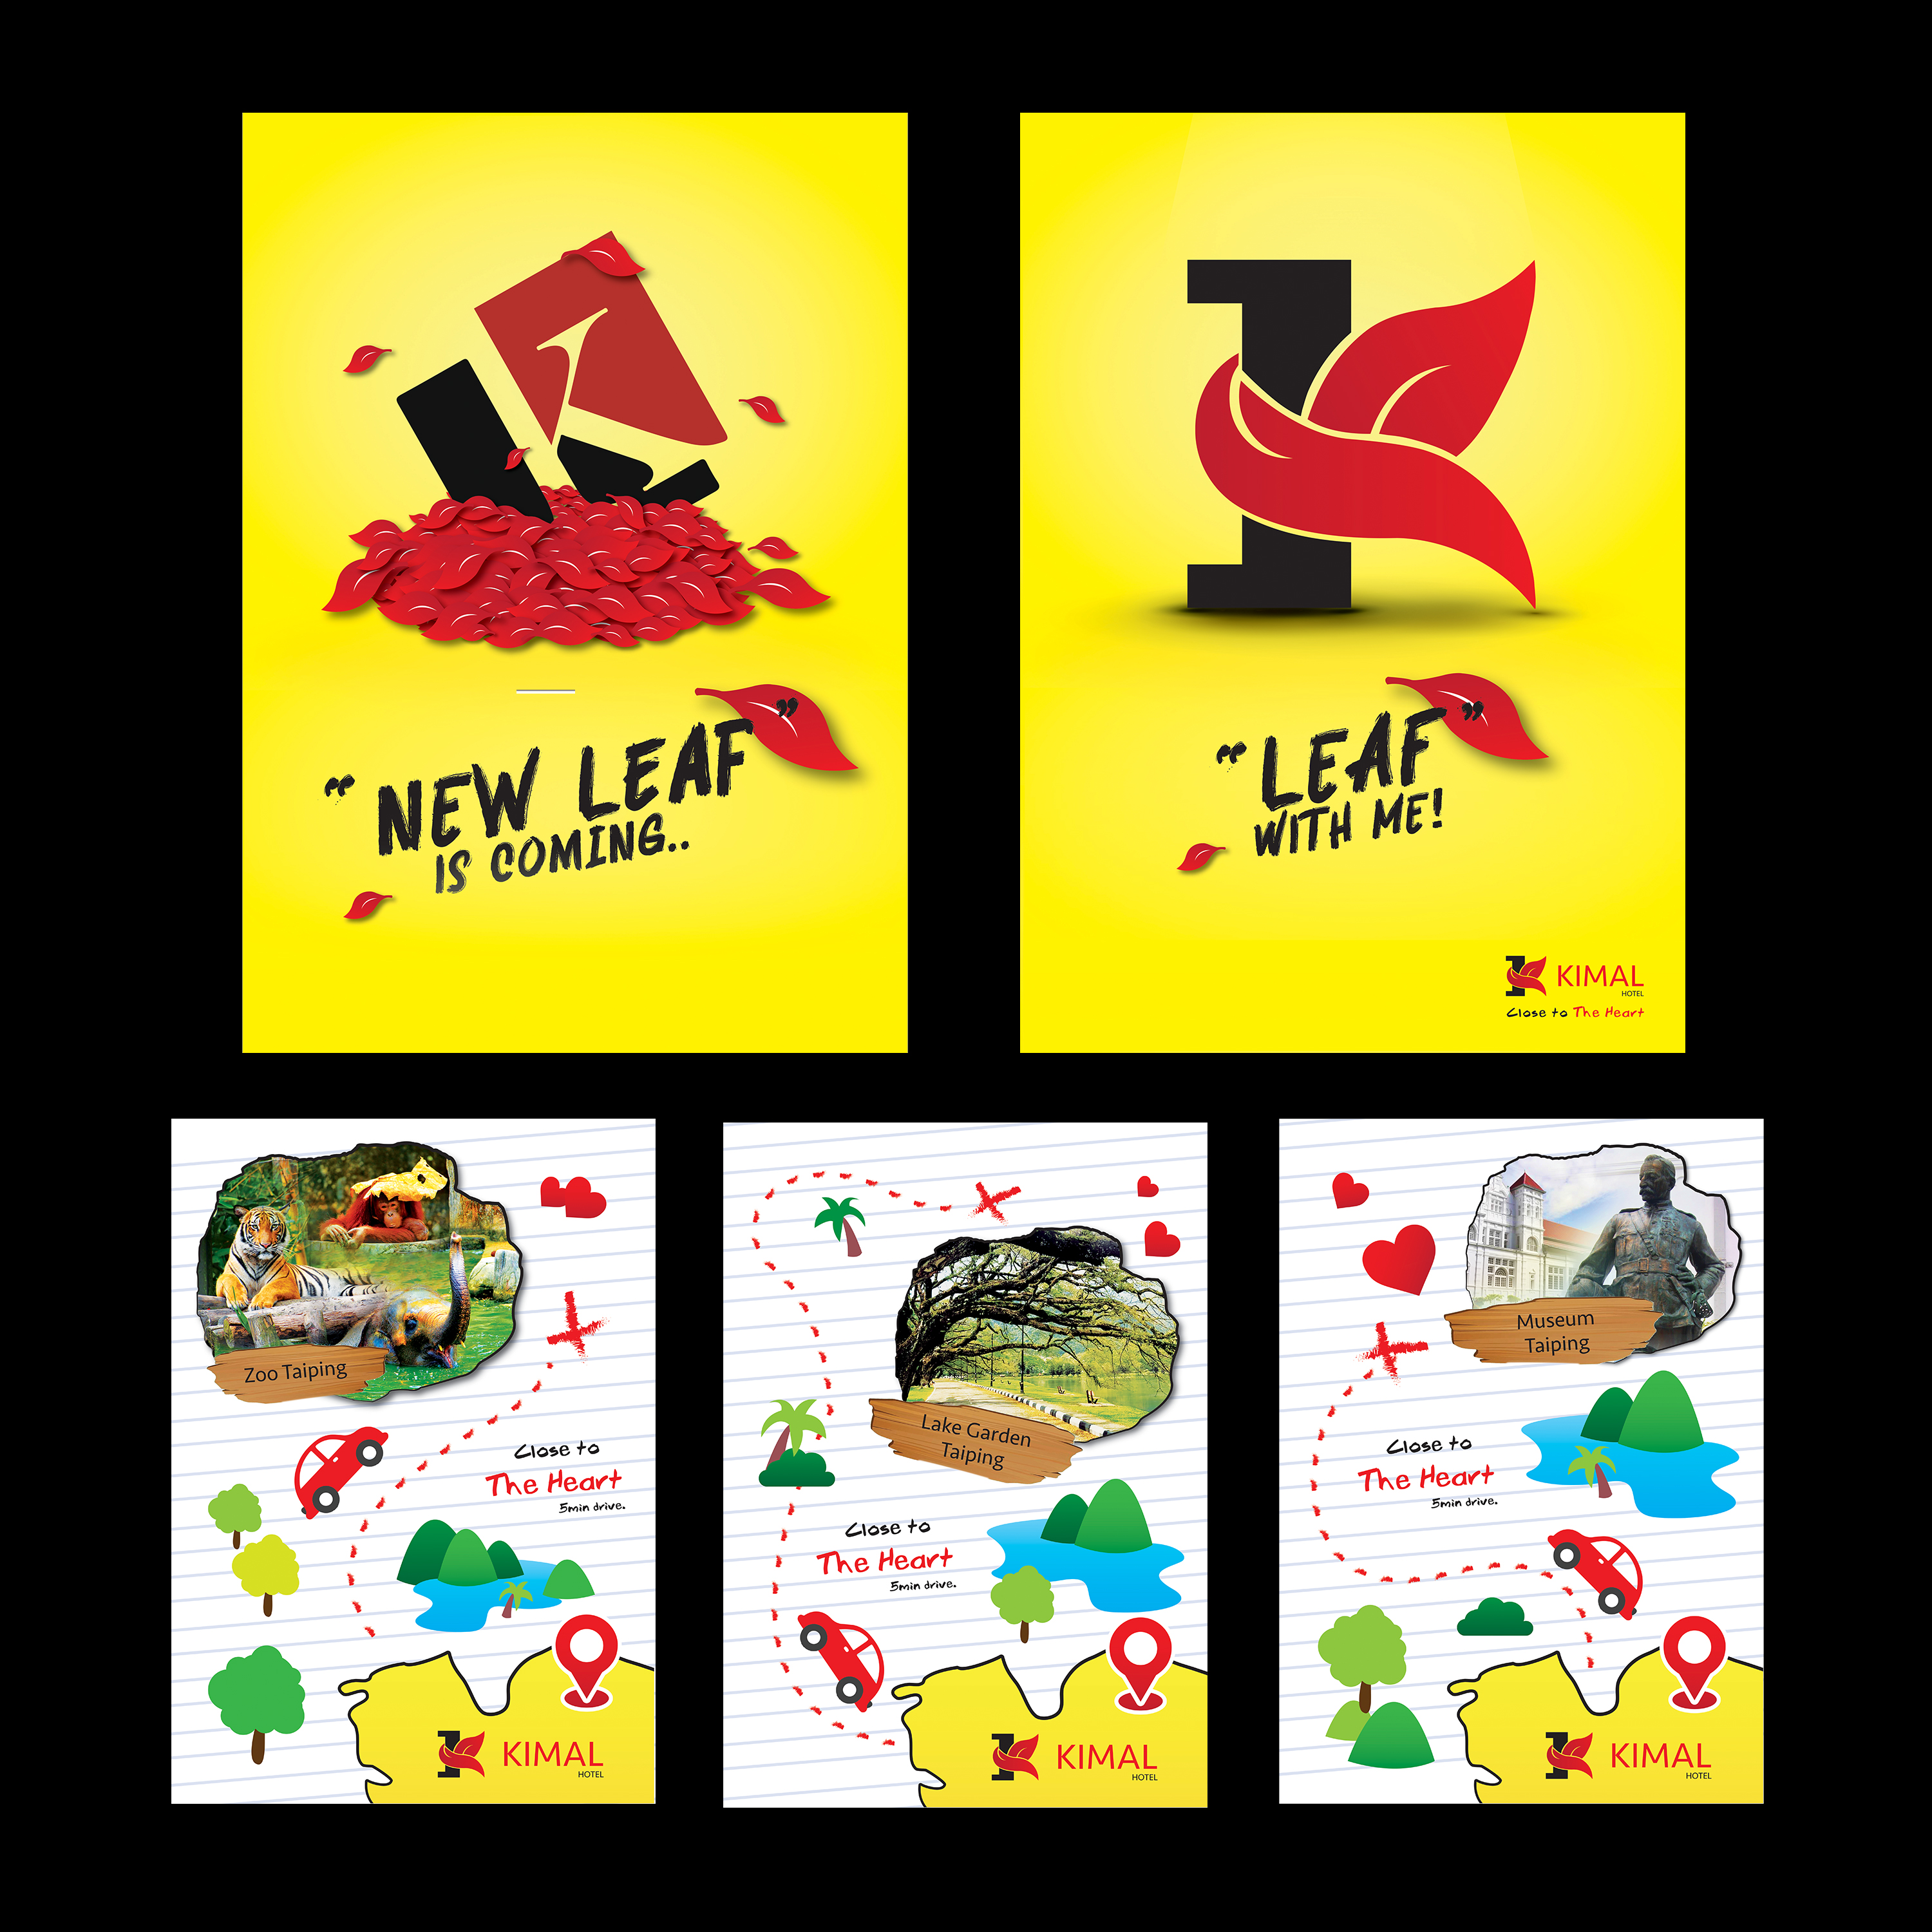 “ NEW LEAF ”
IS COMING..
“ LEAF ”
WITH ME!
KIMAL
HOTEL
Close to The Heart
Zoo Taiping
Close to
The Heart
5min drive.
KIMAL
HOTEL
Lake Garden
Taiping
Close to
The Heart
5min drive.
KIMAL
HOTEL
Museum
Taiping
Close to
The Heart
5min drive.
KIMAL
HOTEL